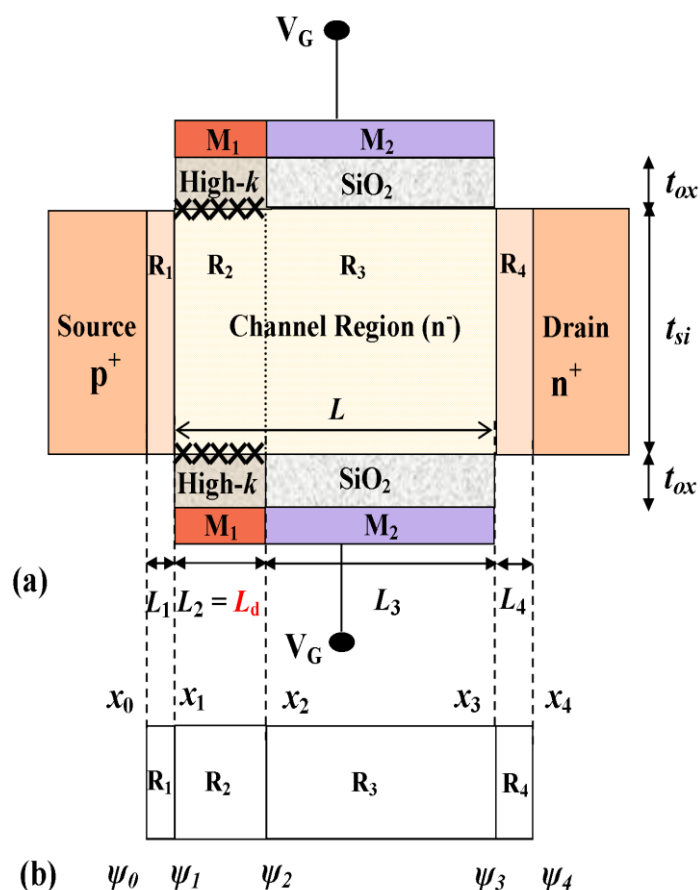 V_G
M₁ M₂
High-k SiO₂ t_ox
R₁ R₂ R₃ R₄
Source Channel Region (n⁻) Drain t_si
p⁺ n⁺
L
High-k SiO₂ t_ox
M₁ M₂
(a)
L₁ L₂ = L_d L₃ L₄
V_G
x₀ x₁ x₂ x₃ x₄
R₁ R₂ R₃ R₄
(b) ψ₀ ψ₁ ψ₂ ψ₃ ψ₄